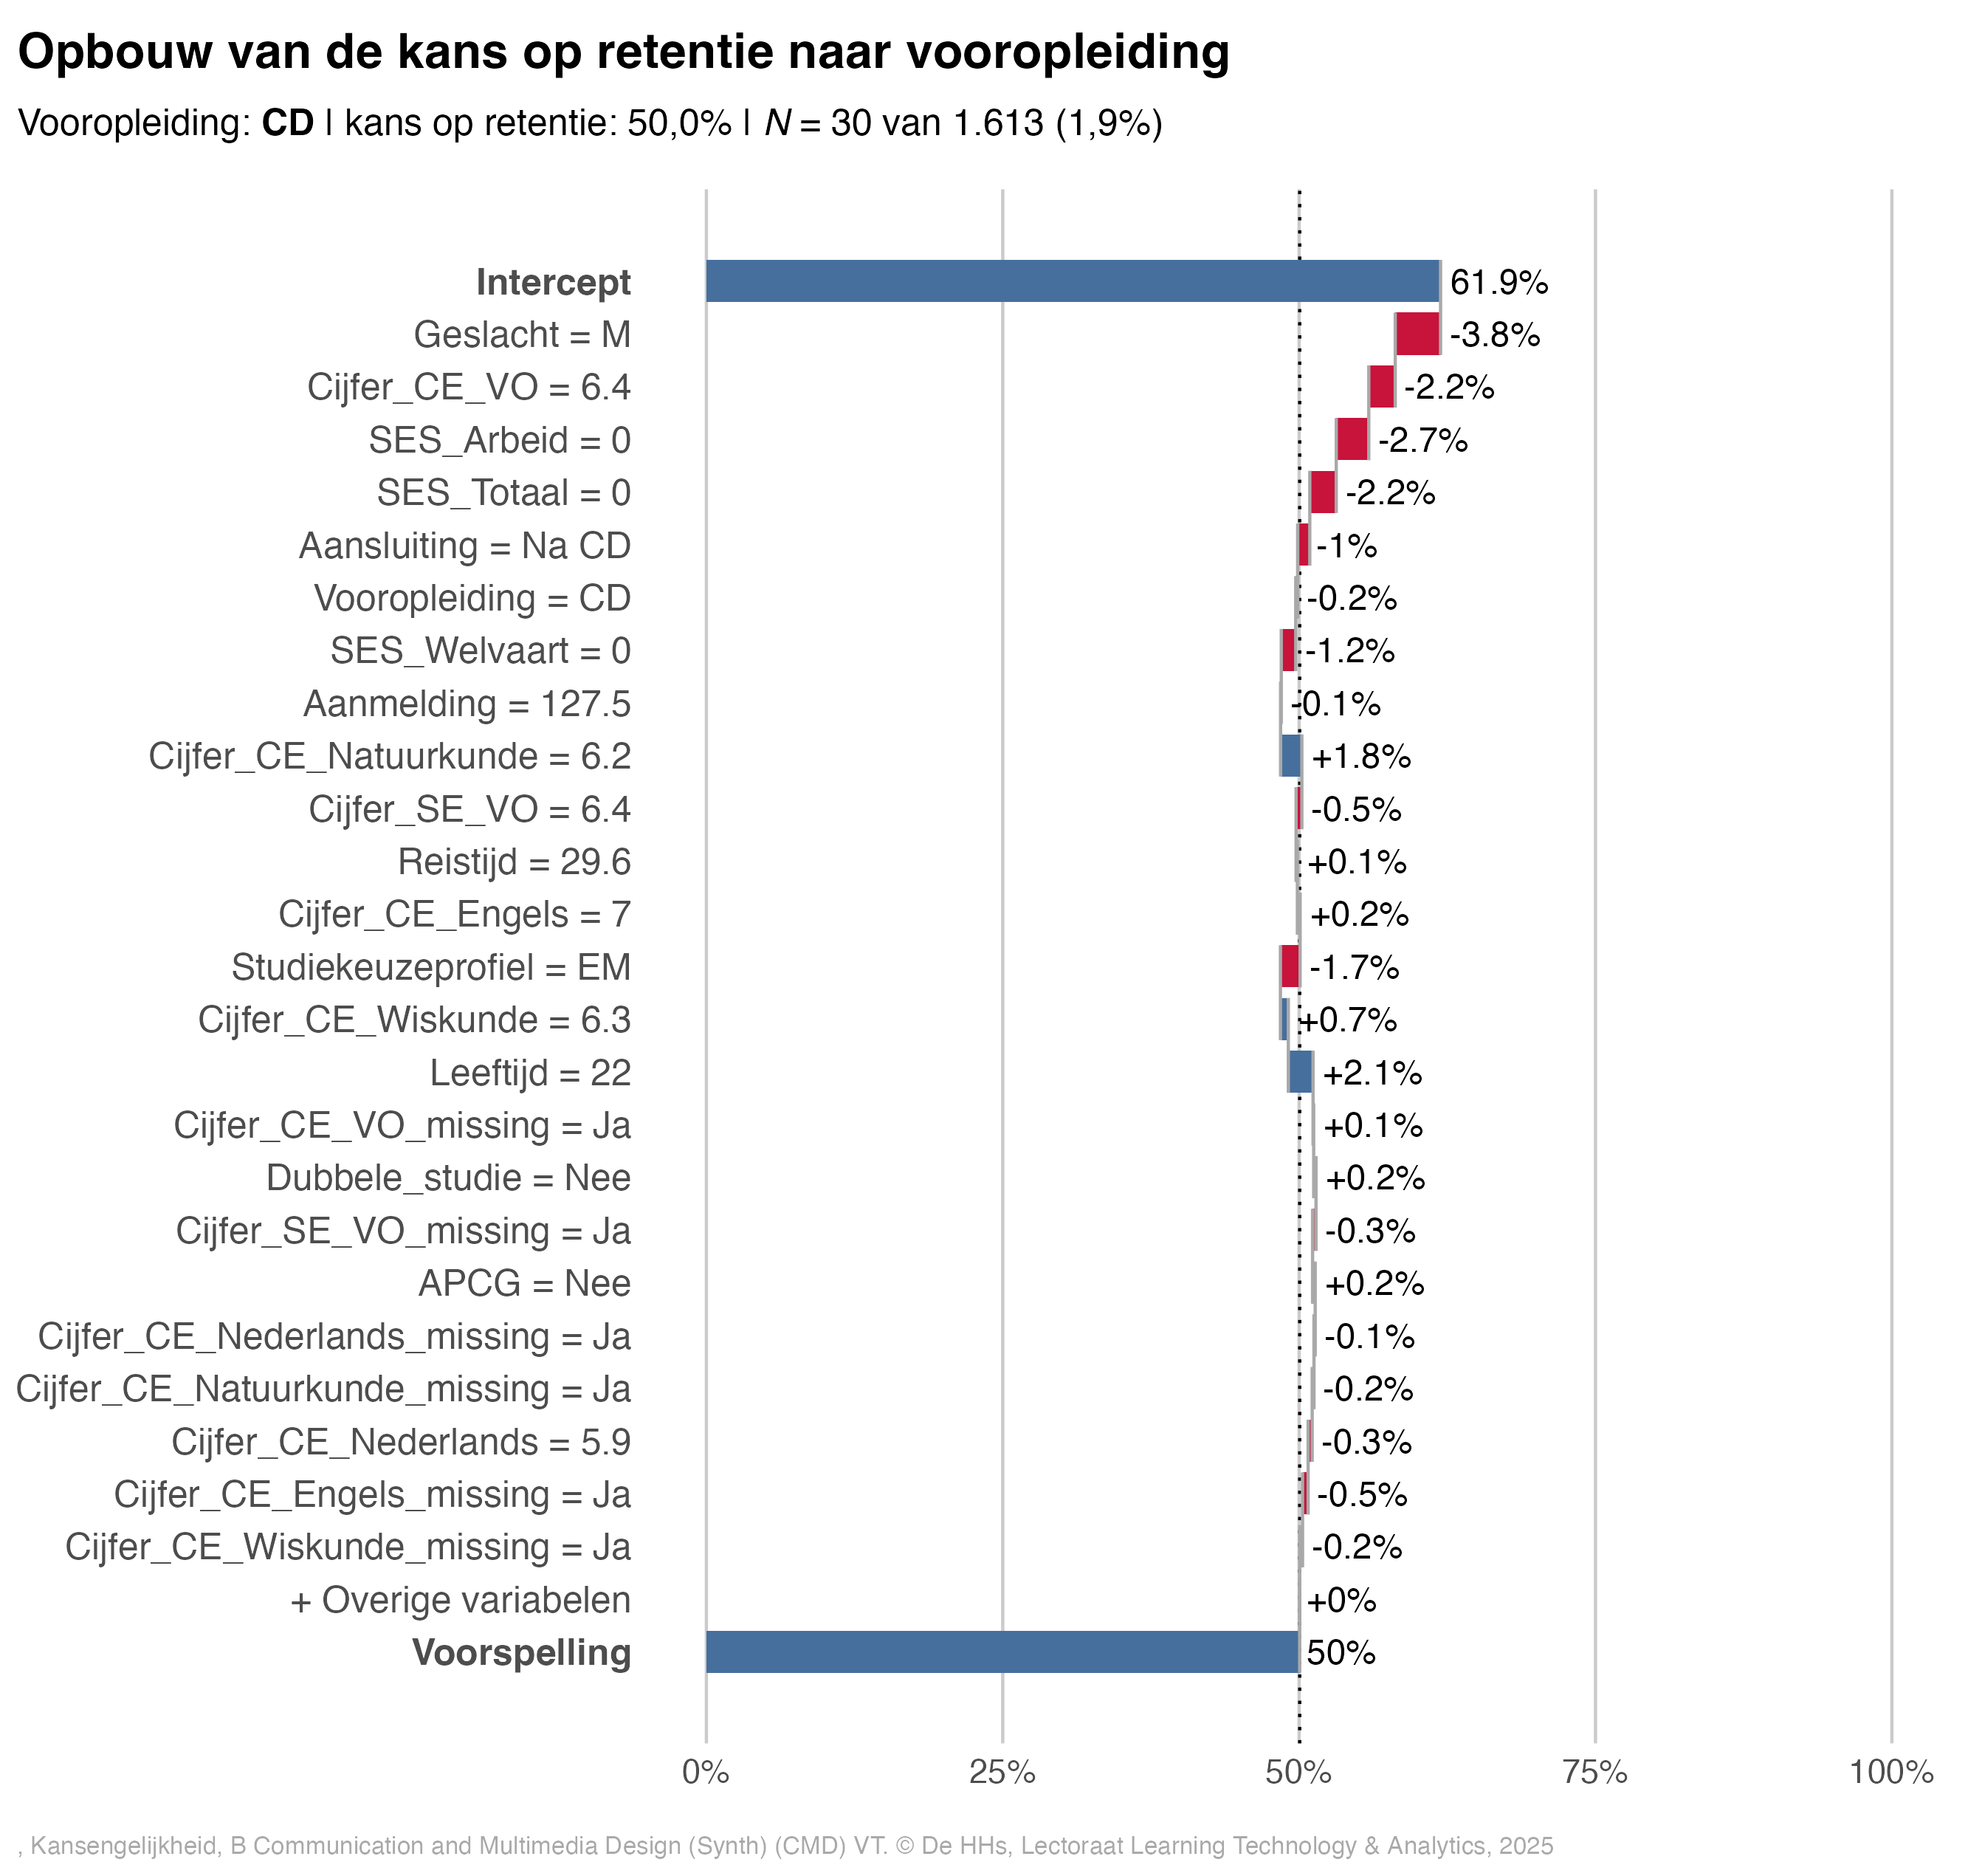 Opbouw van de kans op retentie naar vooropleiding
Vooropleiding: CD | kans op retentie: 50,0% | N = 30 van 1.613 (1,9%)
Intercept 61.9%
Geslacht = M -3.8%
Cijfer_CE_VO = 6.4 -2.2%
SES_Arbeid = 0 -2.7%
SES_Totaal = 0 -2.2%
Aansluiting = Na CD -1%
Vooropleiding = CD -0.2%
SES_Welvaart = 0 -1.2%
Aanmelding = 127.5 -0.1%
Cijfer_CE_Natuurkunde = 6.2 +1.8%
Cijfer_SE_VO = 6.4 -0.5%
Reistijd = 29.6 +0.1%
Cijfer_CE_Engels = 7 +0.2%
Studiekeuzeprofiel = EM -1.7%
Cijfer_CE_Wiskunde = 6.3 +0.7%
Leeftijd = 22 +2.1%
Cijfer_CE_VO_missing = Ja +0.1%
Dubbele_studie = Nee +0.2%
Cijfer_SE_VO_missing = Ja -0.3%
APCG = Nee +0.2%
Cijfer_CE_Nederlands_missing = Ja -0.1%
Cijfer_CE_Natuurkunde_missing = Ja -0.2%
Cijfer_CE_Nederlands = 5.9 -0.3%
Cijfer_CE_Engels_missing = Ja -0.5%
Cijfer_CE_Wiskunde_missing = Ja -0.2%
+ Overige variabelen +0%
Voorspelling 50%
0% 25% 50% 75% 100%
, Kansengelijkheid, B Communication and Multimedia Design (Synth) (CMD) VT. © De HHs, Lectoraat Learning Technology & Analytics, 2025